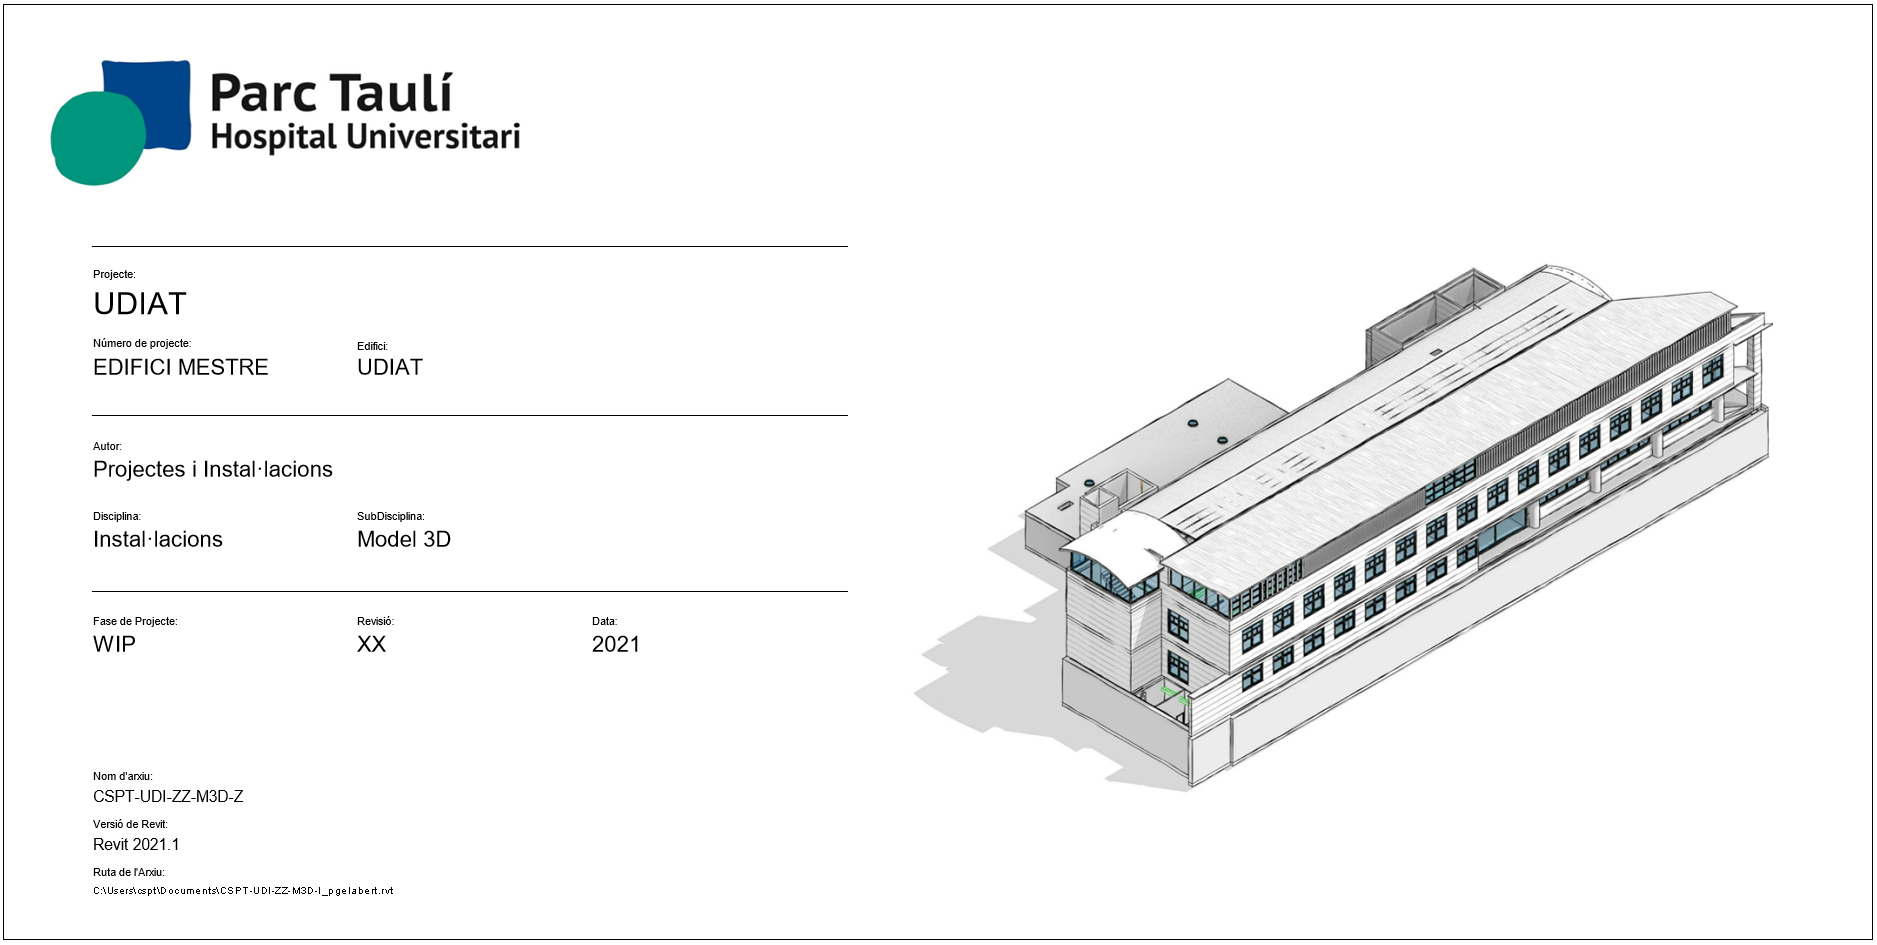 Parc Taulí
Hospital Universitari
Projecte:
UDIAT
Número de projecte:
EDIFICI MESTRE
Edifici:
UDIAT
Autor:
Projectes i Instal·lacions
Disciplina:
Instal·lacions
SubDisciplina:
Model 3D
Fase de Projecte:
WIP
Revisió:
XX
Data:
2021
Nom d'arxiu:
CSPT-UDI-ZZ-M3D-Z
Versió de Revit:
Revit 2021.1
Ruta de l'Arxiu:
C:\Users\cspt\Documents\CSPT-UDI-ZZ-M3D-I_pgelabert.rvt